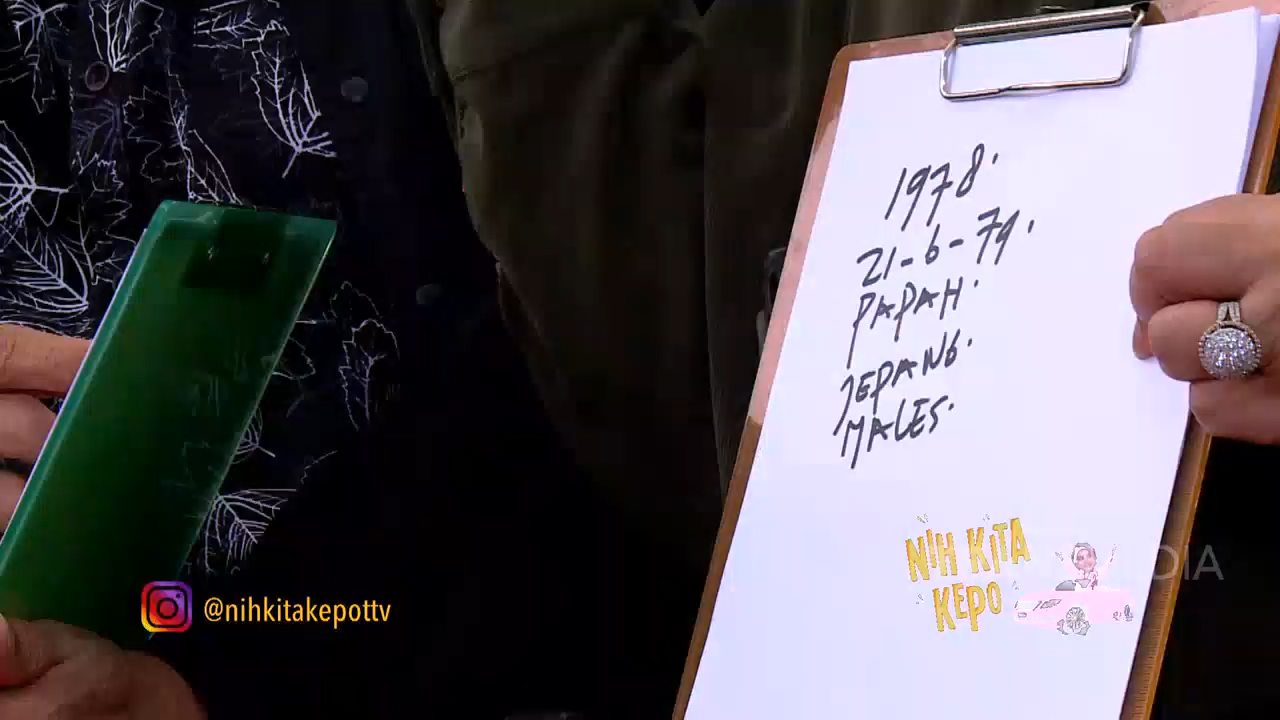 1978.
21-6-79.
PAPAH.
JEPANG.
MALES.
NIH KITA
KEPO
@nihkitakepottv